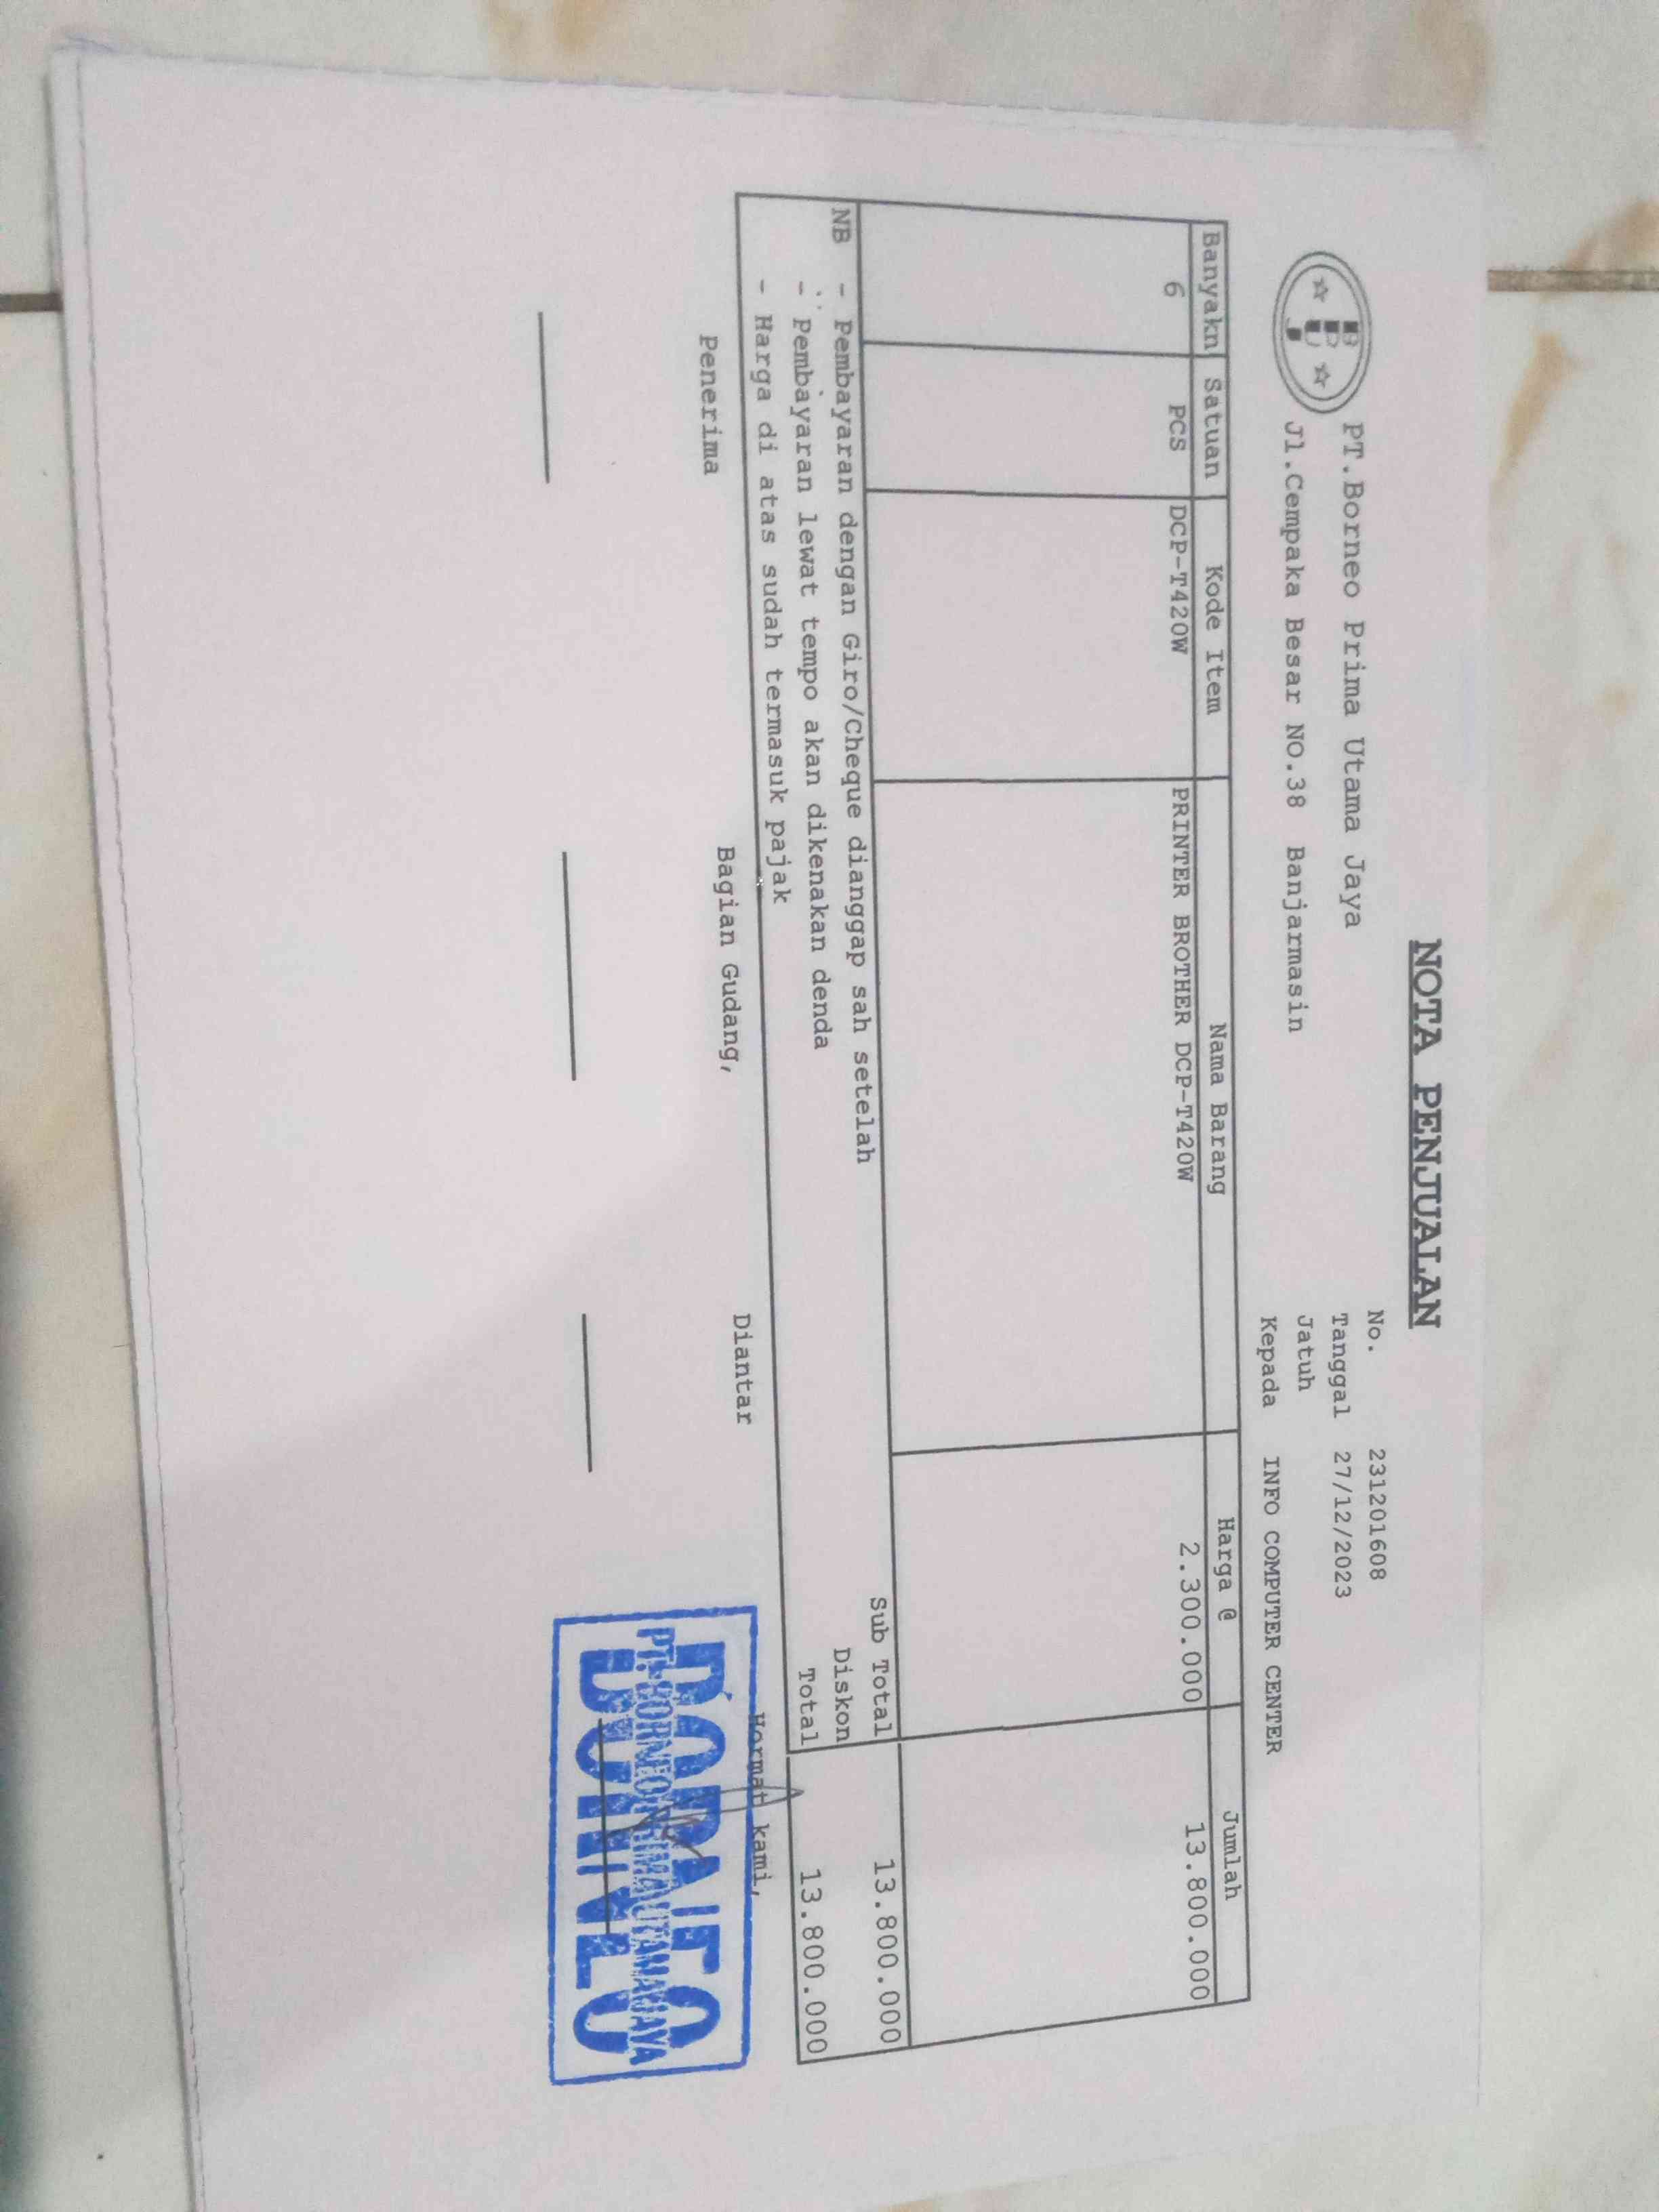 NOTA PENJUALAN
PT.Borneo Prima Utama Jaya
Jl.Cempaka Besar NO.38 Banjarmasin
BPUJ
No. 231201608
Tanggal 27/12/2023
Jatuh
Kepada INFO COMPUTER CENTER
Banyakn Satuan Kode Item Nama Barang Harga @ Jumlah
6 PCS DCP-T420W PRINTER BROTHER DCP-T420W 2.300.000 13.800.000
NB - Pembayaran dengan Giro/Cheque dianggap sah setelah
- Pembayaran lewat tempo akan dikenakan denda
- Harga di atas sudah termasuk pajak
Sub Total 13.800.000
Diskon
Total 13.800.000
Penerima Bagian Gudang, Diantar Hormat kami,
BORNEO
PT. BORNEO PRIMA UTAMA JAYA
BORNEO